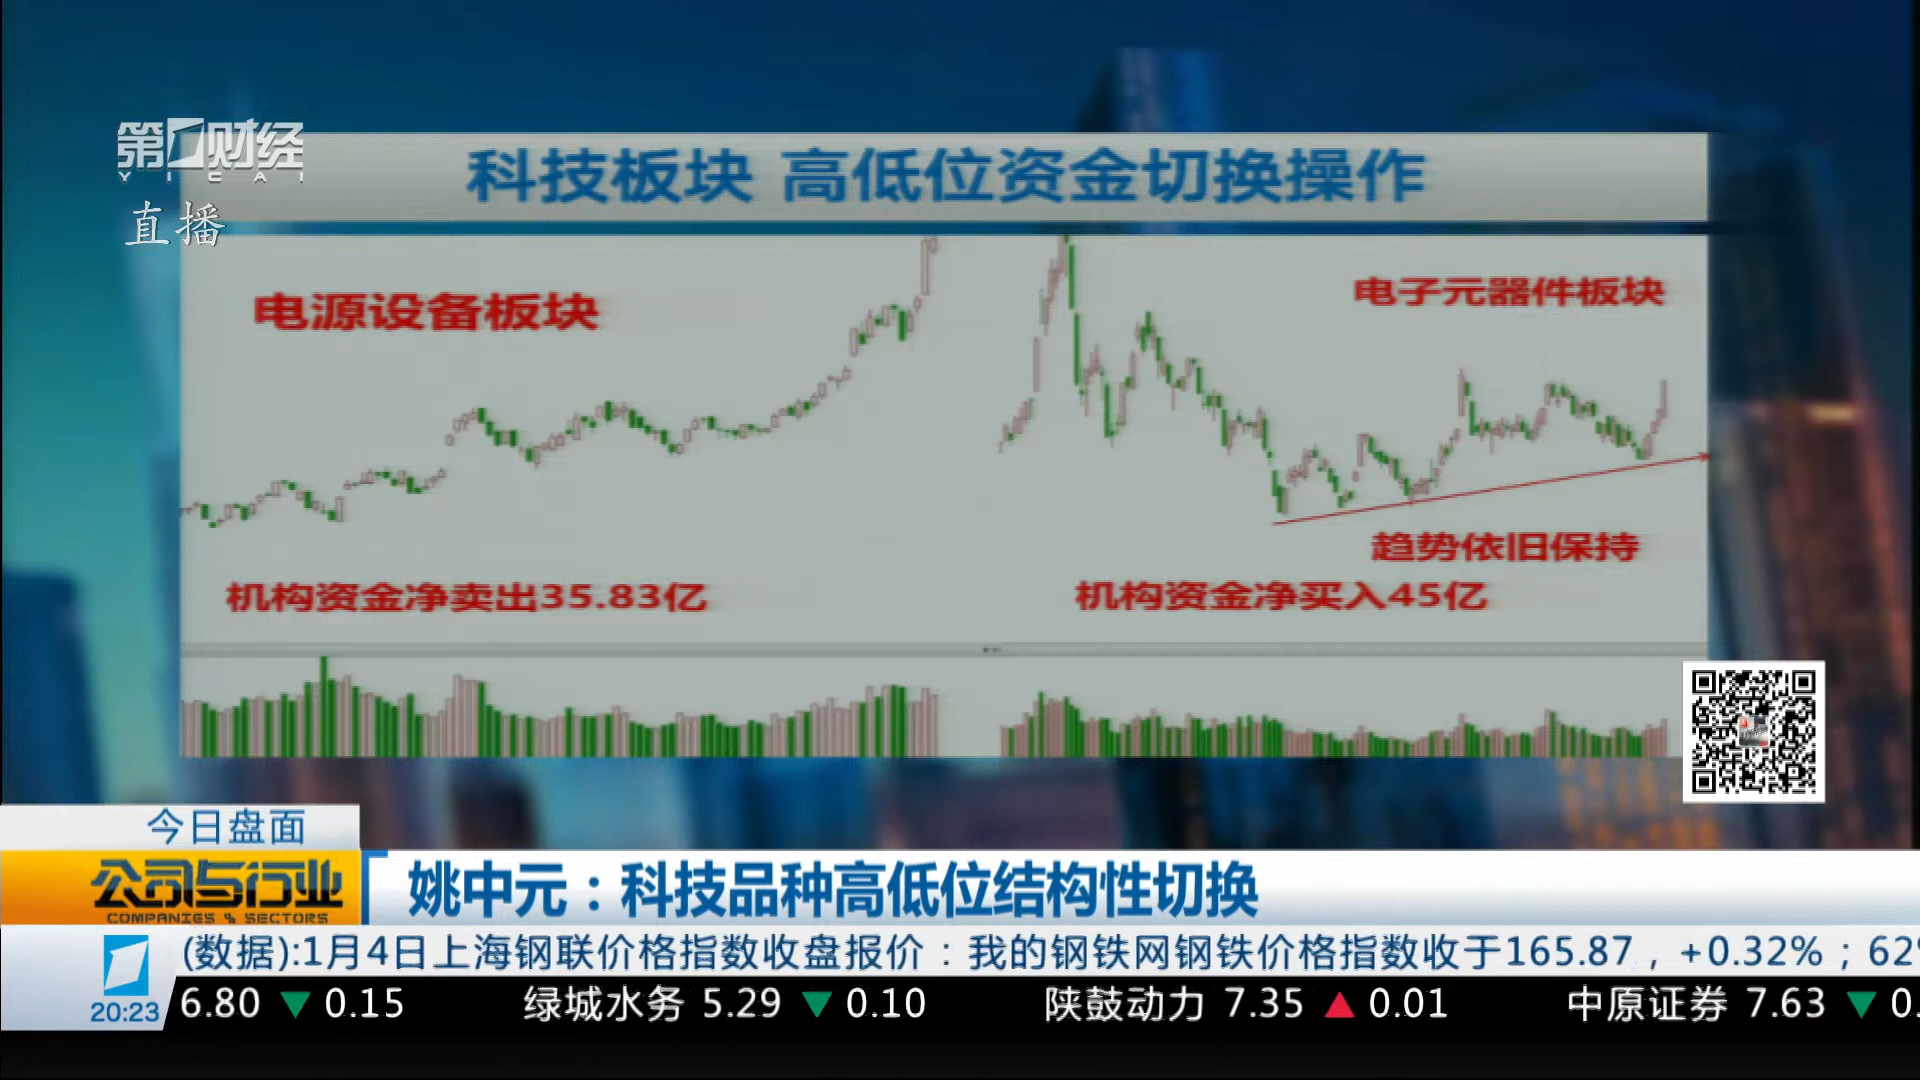 第一财经
YICAI
直播
科技板块 高低位资金切换操作
电源设备板块
电子元器件板块
趋势依旧保持
机构资金净卖出35.83亿
机构资金净买入45亿
今日盘面
公司与行业
COMPANIES & SECTORS
姚中元：科技品种高低位结构性切换
(数据):1月4日上海钢联价格指数收盘报价：我的钢铁网钢铁价格指数收于165.87，+0.32%；62%
20:23
6.80 ▼ 0.15 绿城水务 5.29 ▼ 0.10 陕鼓动力 7.35 ▲ 0.01 中原证券 7.63 ▼ 0.